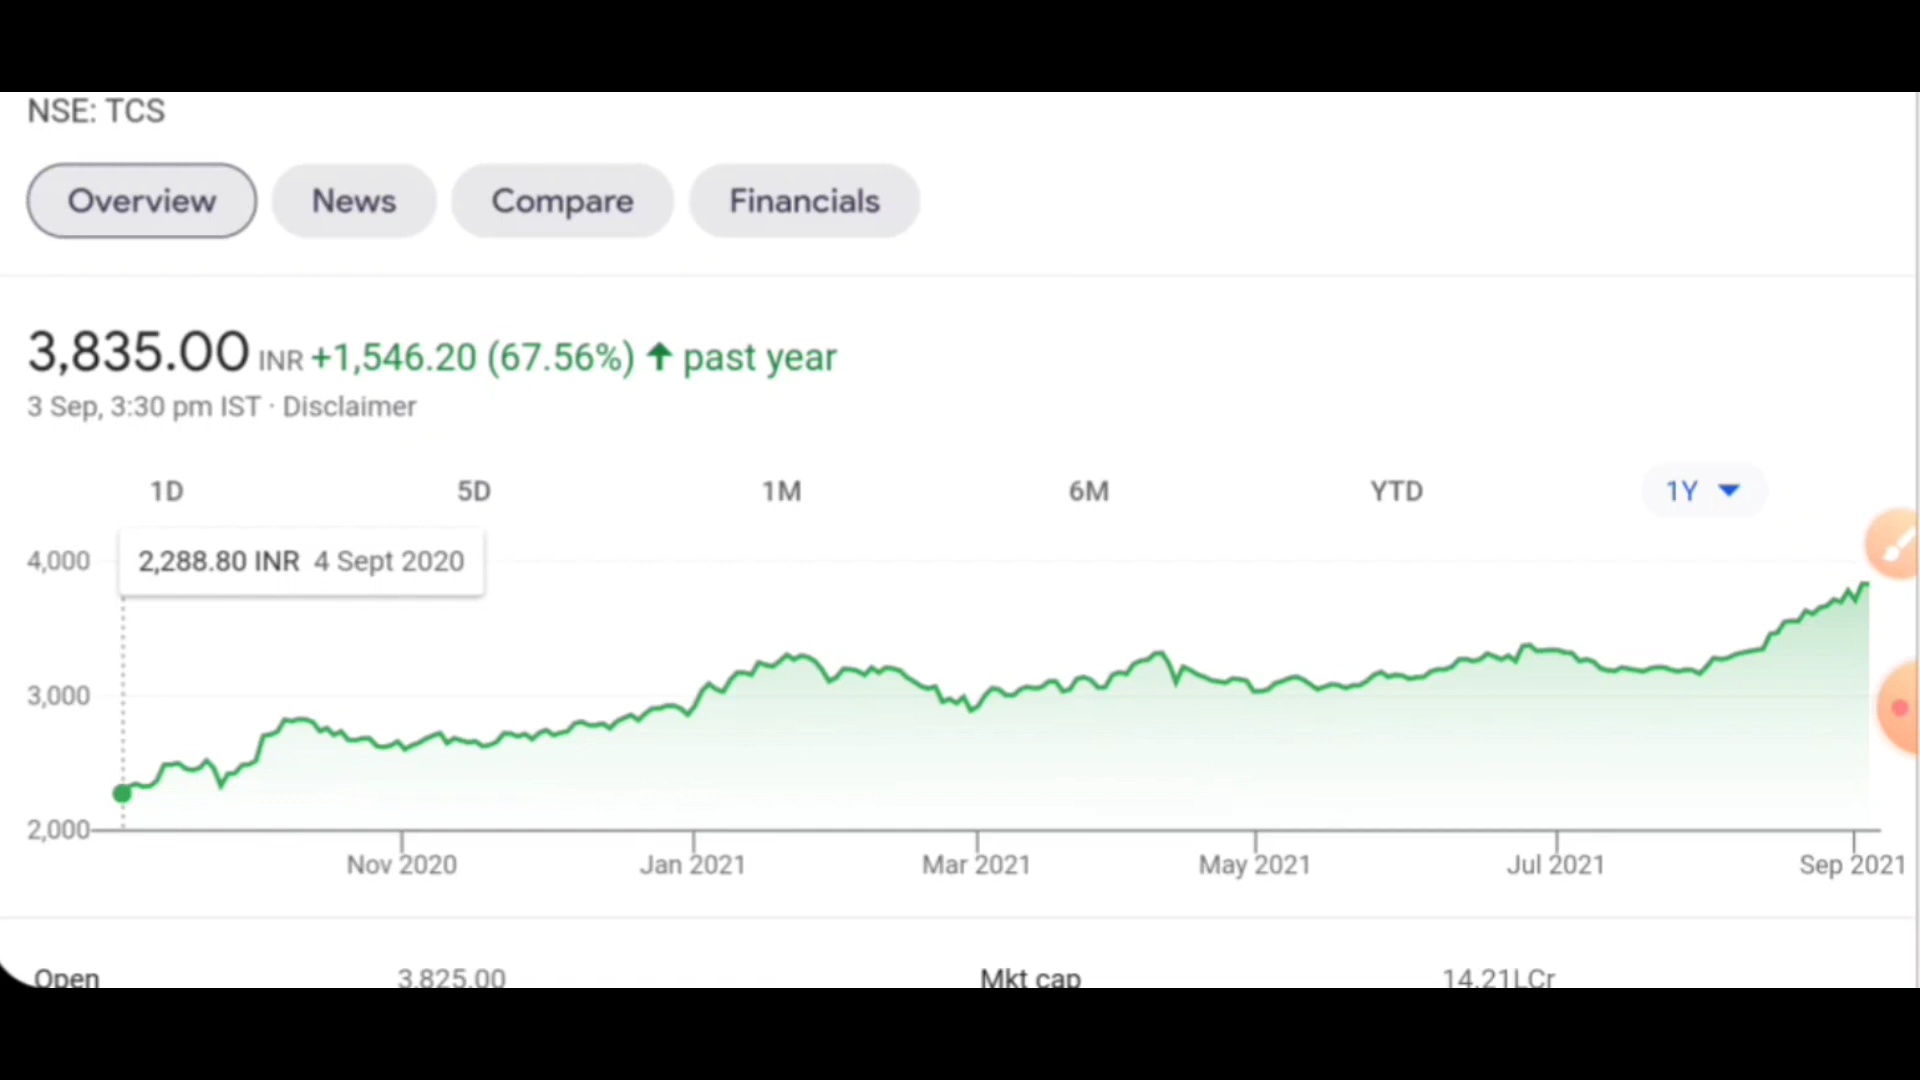 NSE: TCS
Overview News Compare Financials
3,835.00 INR +1,546.20 (67.56%) ↑ past year
3 Sep, 3:30 pm IST · Disclaimer
1D 5D 1M 6M YTD 1Y
2,288.80 INR 4 Sept 2020
4,000
3,000
2,000
Nov 2020 Jan 2021 Mar 2021 May 2021 Jul 2021 Sep 2021
Open 3,825.00 Mkt cap 14.21LCr